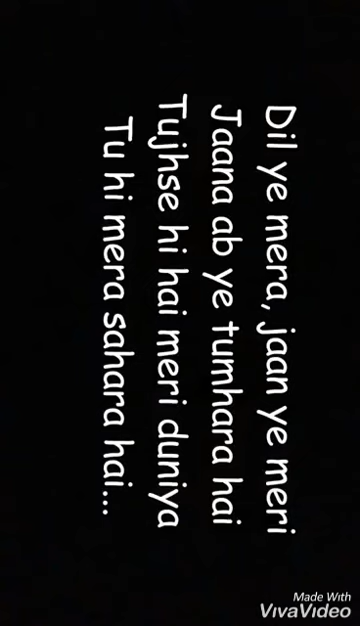 Dil ye mera, jaan ye meri
Jaana ab ye tumhara hai
Tujhse hi hai meri duniya
Tu hi mera sahara hai...
Made With
VivaVideo